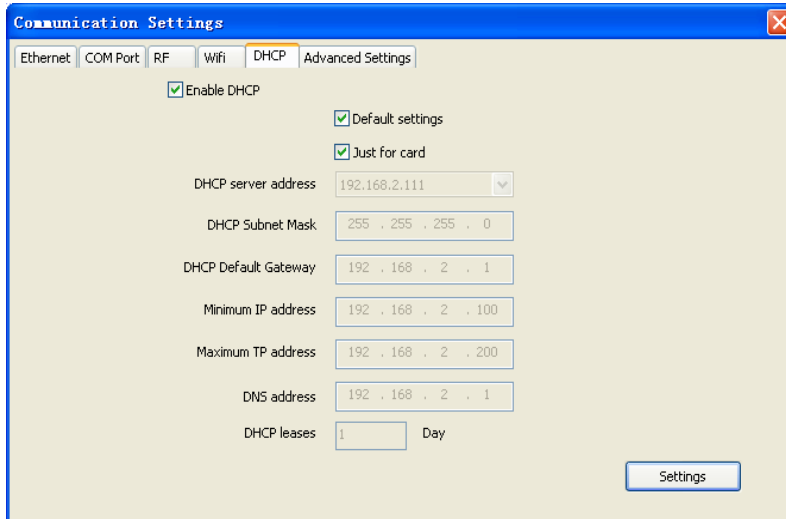 Communication Settings
Ethernet COM Port RF Wifi DHCP Advanced Settings
Enable DHCP
Default settings
Just for card
DHCP server address 192.168.2.111
DHCP Subnet Mask 255 . 255 . 255 . 0
DHCP Default Gateway 192 . 168 . 2 . 1
Minimum IP address 192 . 168 . 2 . 100
Maximum TP address 192 . 168 . 2 . 200
DNS address 192 . 168 . 2 . 1
DHCP leases 1 Day
Settings